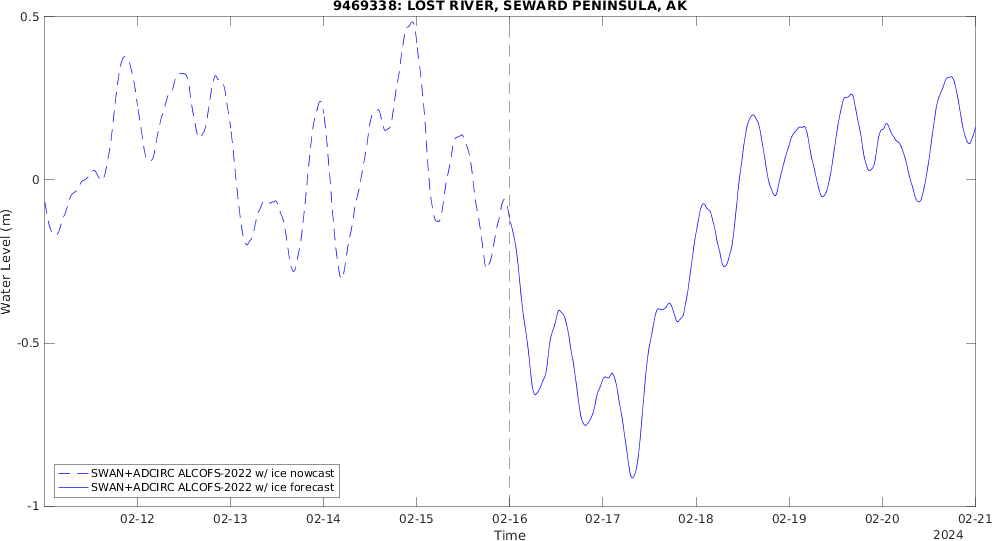 9469338: LOST RIVER, SEWARD PENINSULA, AK
0.5
0
-0.5
-1
Water Level (m)
SWAN+ADCIRC ALCOFS-2022 w/ ice nowcast
SWAN+ADCIRC ALCOFS-2022 w/ ice forecast
02-12 02-13 02-14 02-15 02-16 02-17 02-18 02-19 02-20 02-21
Time
2024